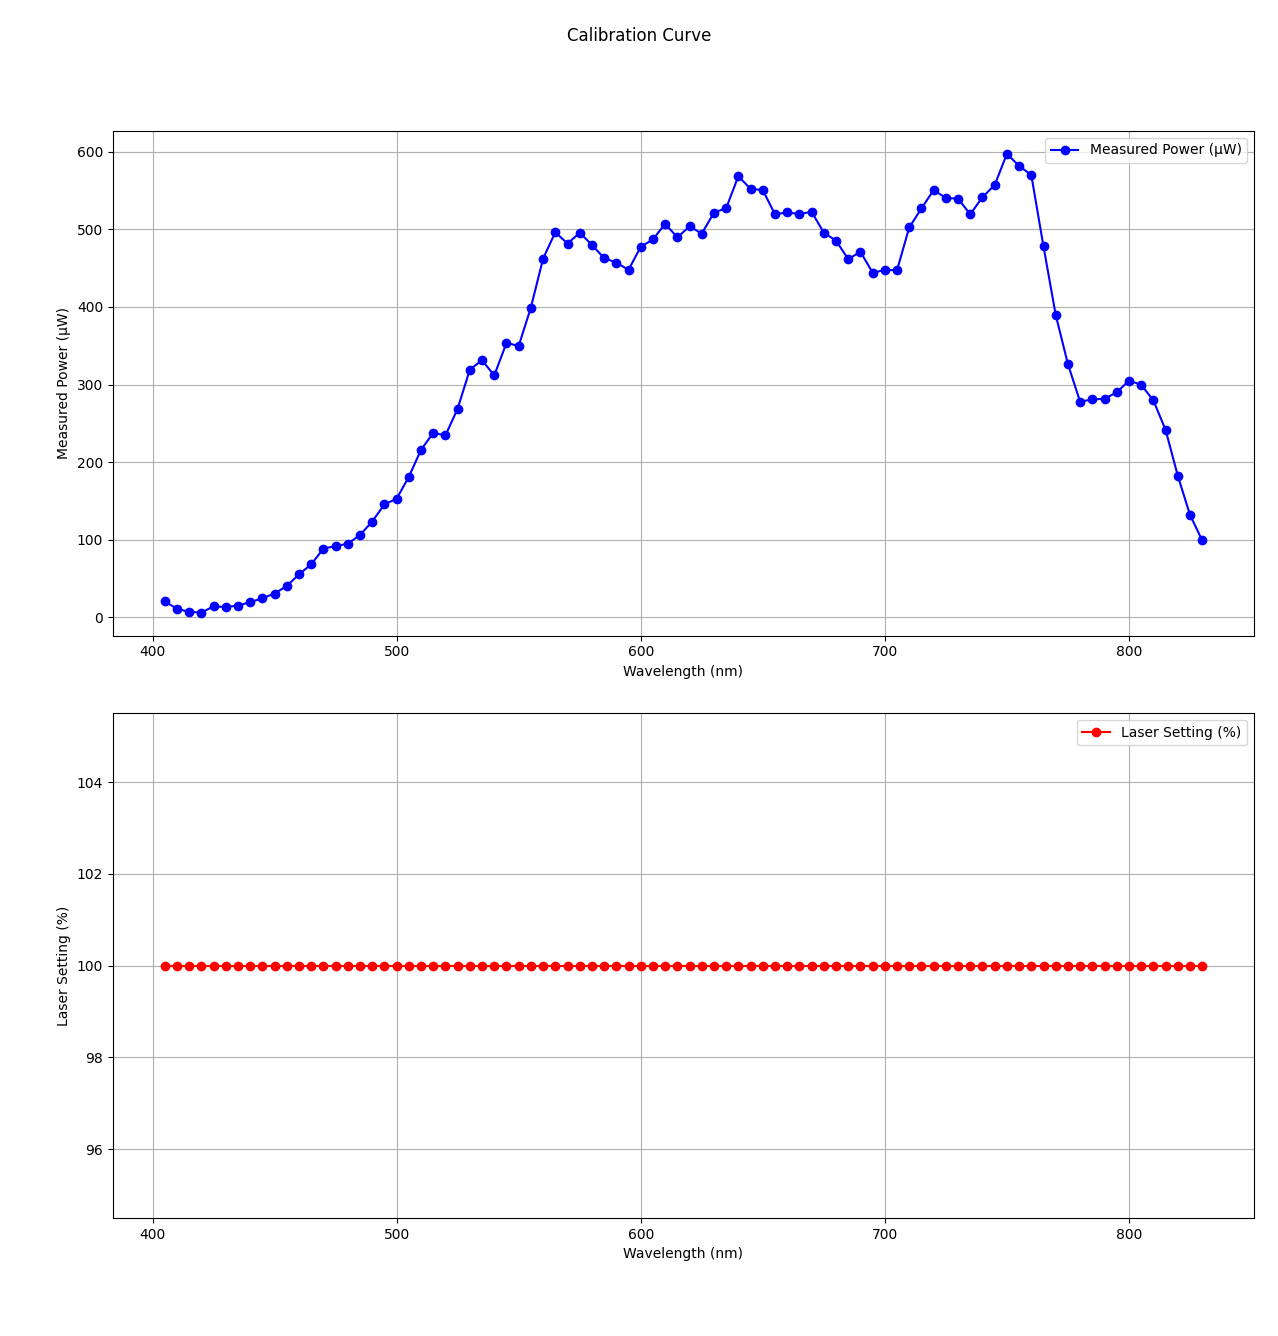 Calibration Curve
Measured Power (μW)
600
500
400
300
200
100
0
Measured Power (μW)
400 500 600 700 800
Wavelength (nm)
Laser Setting (%)
104
102
100
98
96
Laser Setting (%)
400 500 600 700 800
Wavelength (nm)